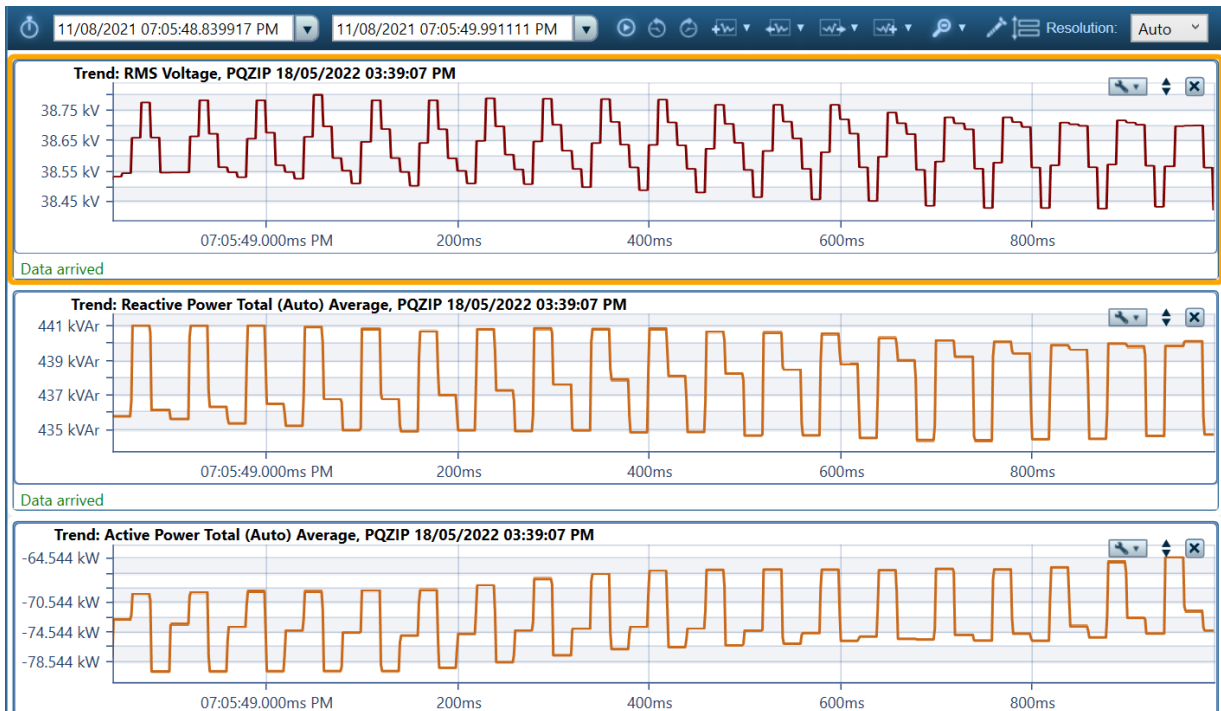 11/08/2021 07:05:48.839917 PM 11/08/2021 07:05:49.991111 PM Resolution: Auto
Trend: RMS Voltage, PQZIP 18/05/2022 03:39:07 PM
38.75 kV
38.65 kV
38.55 kV
38.45 kV
07:05:49.000ms PM 200ms 400ms 600ms 800ms
Data arrived
Trend: Reactive Power Total (Auto) Average, PQZIP 18/05/2022 03:39:07 PM
441 kVAr
439 kVAr
437 kVAr
435 kVAr
07:05:49.000ms PM 200ms 400ms 600ms 800ms
Data arrived
Trend: Active Power Total (Auto) Average, PQZIP 18/05/2022 03:39:07 PM
-64.544 kW
-70.544 kW
-74.544 kW
-78.544 kW
07:05:49.000ms PM 200ms 400ms 600ms 800ms